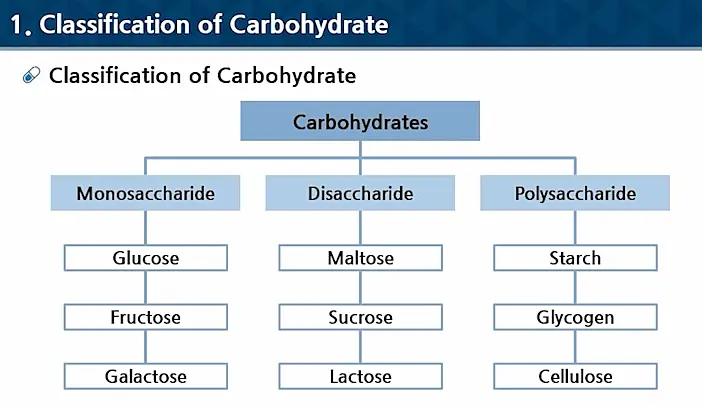 1. Classification of Carbohydrate
Classification of Carbohydrate
Carbohydrates
Monosaccharide
Disaccharide
Polysaccharide
Glucose
Maltose
Starch
Fructose
Sucrose
Glycogen
Galactose
Lactose
Cellulose